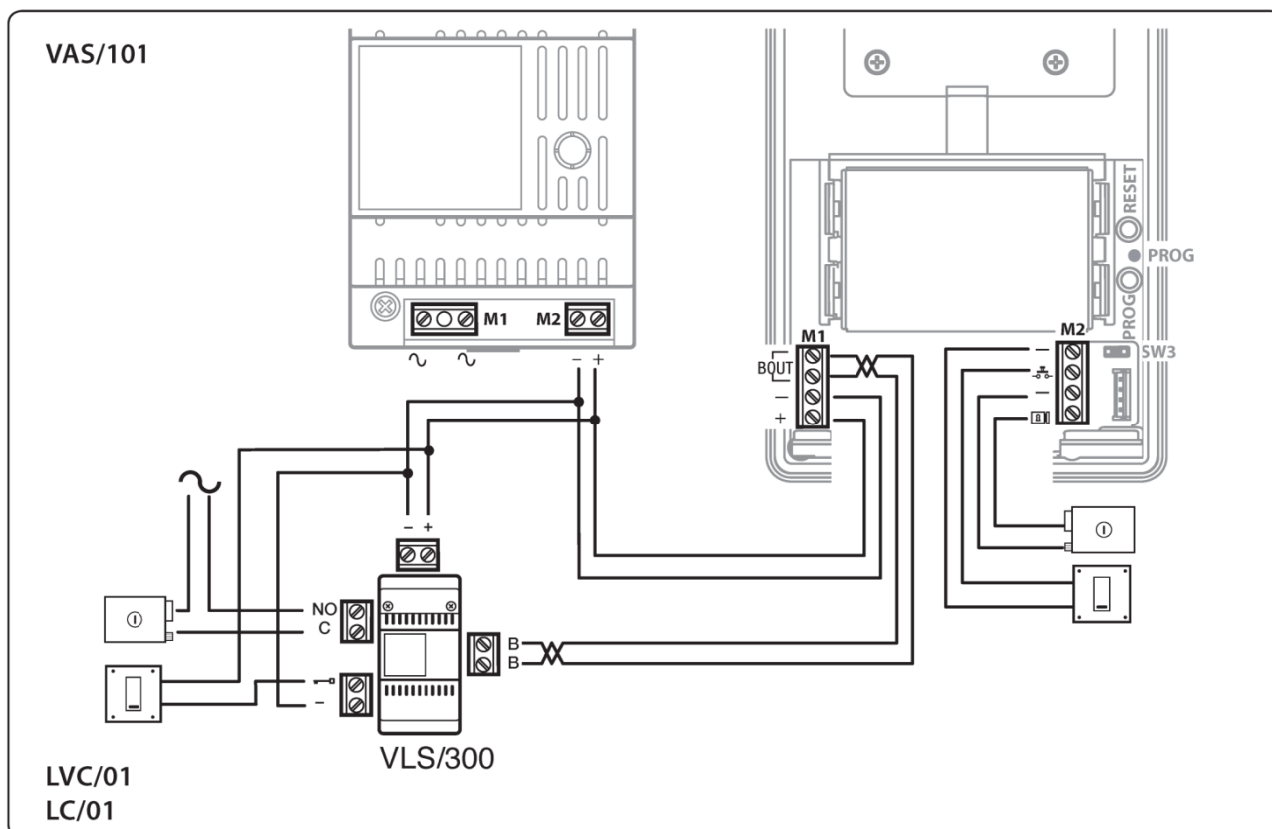 VAS/101
RESET
PROG
PROG
M1
M2
M1
M2
SW3
BOUT
∿
∿
−
+
−
+
−
−
∿
−
+
NO
C
−
B
B
VLS/300
LVC/01
LC/01